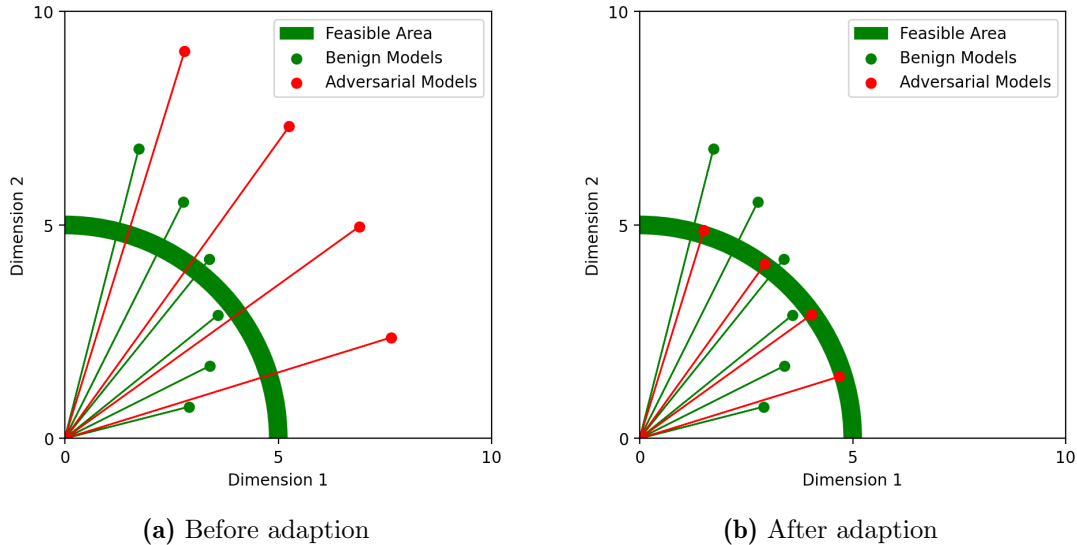 10
5
0
0
5
10
Dimension 2
Dimension 1
Feasible Area
Benign Models
Adversarial Models
(a) Before adaption
10
5
0
0
5
10
Dimension 2
Dimension 1
Feasible Area
Benign Models
Adversarial Models
(b) After adaption